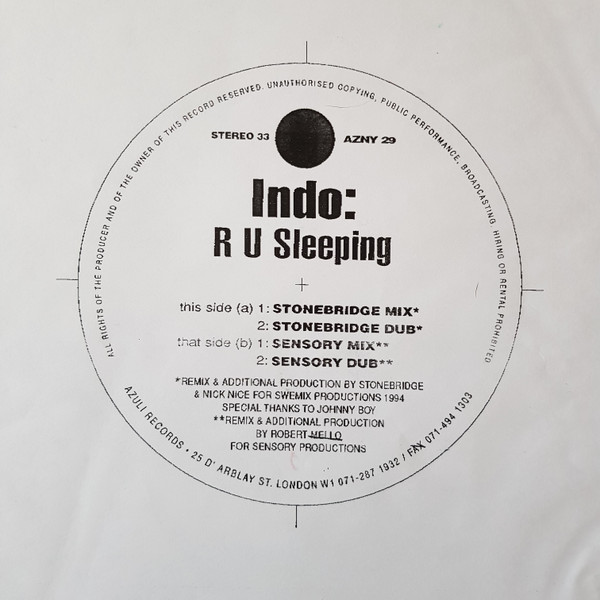 ALL RIGHTS OF THE PRODUCER AND OF THE OWNER OF THIS RECORD RESERVED. UNAUTHORISED COPYING, PUBLIC PERFORMANCE, BROADCASTING, HIRING OR RENTAL PROHIBITED
STEREO 33 AZNY 29
Indo:
R U Sleeping
this side (a) 1: STONEBRIDGE MIX*
2: STONEBRIDGE DUB*
that side (b) 1: SENSORY MIX**
2: SENSORY DUB**
*REMIX & ADDITIONAL PRODUCTION BY STONEBRIDGE
& NICK NICE FOR SWEMIX PRODUCTIONS 1994
SPECIAL THANKS TO JOHNNY BOY
**REMIX & ADDITIONAL PRODUCTION
BY ROBERT MELLO
FOR SENSORY PRODUCTIONS
AZULI RECORDS • 25 D' ARBLAY ST. LONDON W1 071-287 1932 / FAX 071-494 1303